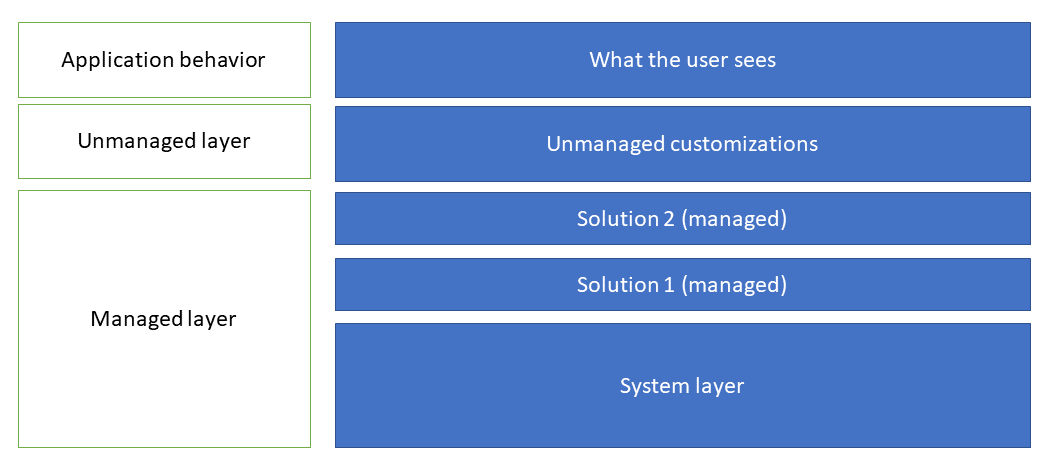 Application behavior
What the user sees
Unmanaged layer
Unmanaged customizations
Managed layer
Solution 2 (managed)
Solution 1 (managed)
System layer